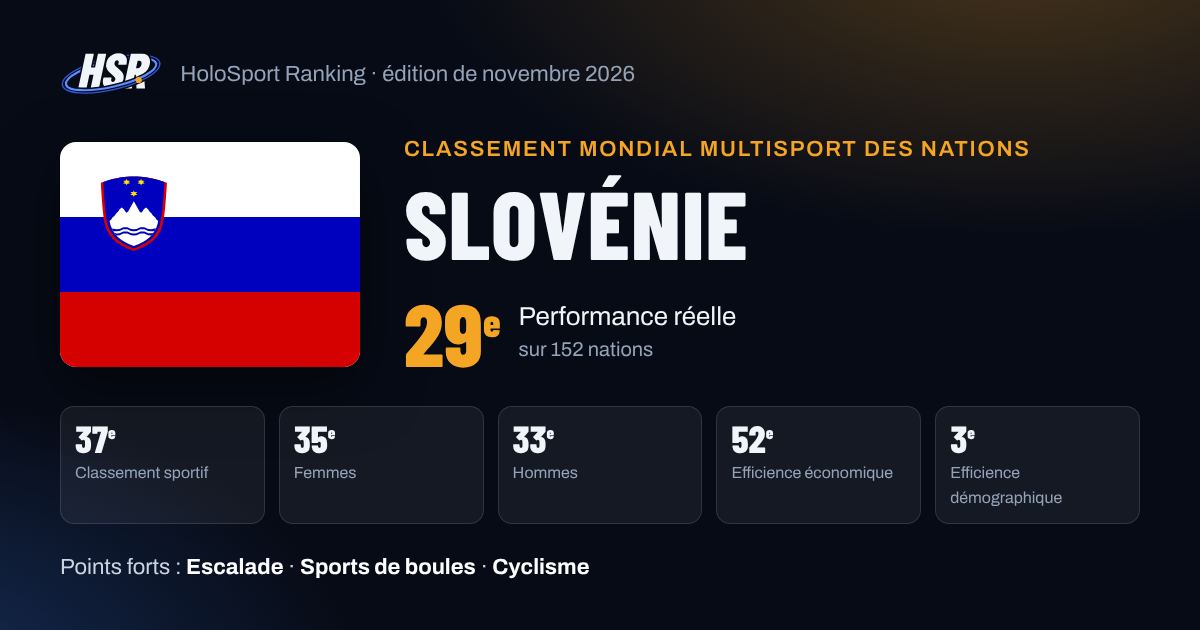 HSR
HoloSport Ranking · édition de novembre 2026
CLASSEMENT MONDIAL MULTISPORT DES NATIONS
SLOVÉNIE
29e
Performance réelle
sur 152 nations
37e
Classement sportif
35e
Femmes
33e
Hommes
52e
Efficience économique
3e
Efficience
démographique
Points forts : Escalade · Sports de boules · Cyclisme